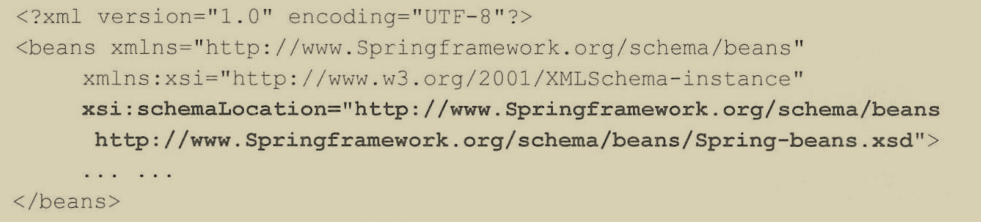 <?xml version="1.0" encoding="UTF-8"?>
<beans xmlns="http://www.Springframework.org/schema/beans"
xmlns:xsi="http://www.w3.org/2001/XMLSchema-instance"
xsi:schemaLocation="http://www.Springframework.org/schema/beans
http://www.Springframework.org/schema/beans/Spring-beans.xsd">
... ...
</beans>